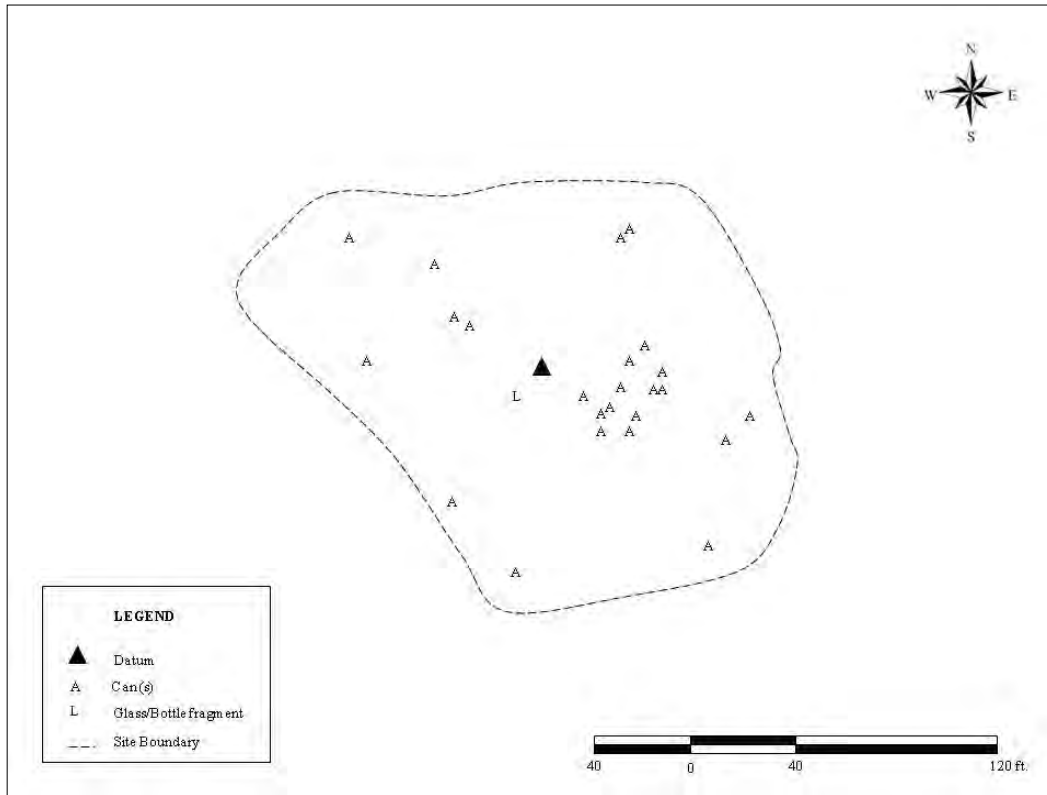 N
W E
S
A
A A
A
A
A
A
A A
A
A A A
L A
A
A A A
A A
A
A
A
A
LEGEND
Datum
A Can(s)
L Glass/Bottle fragment
Site Boundary
40 0 40 120 ft.